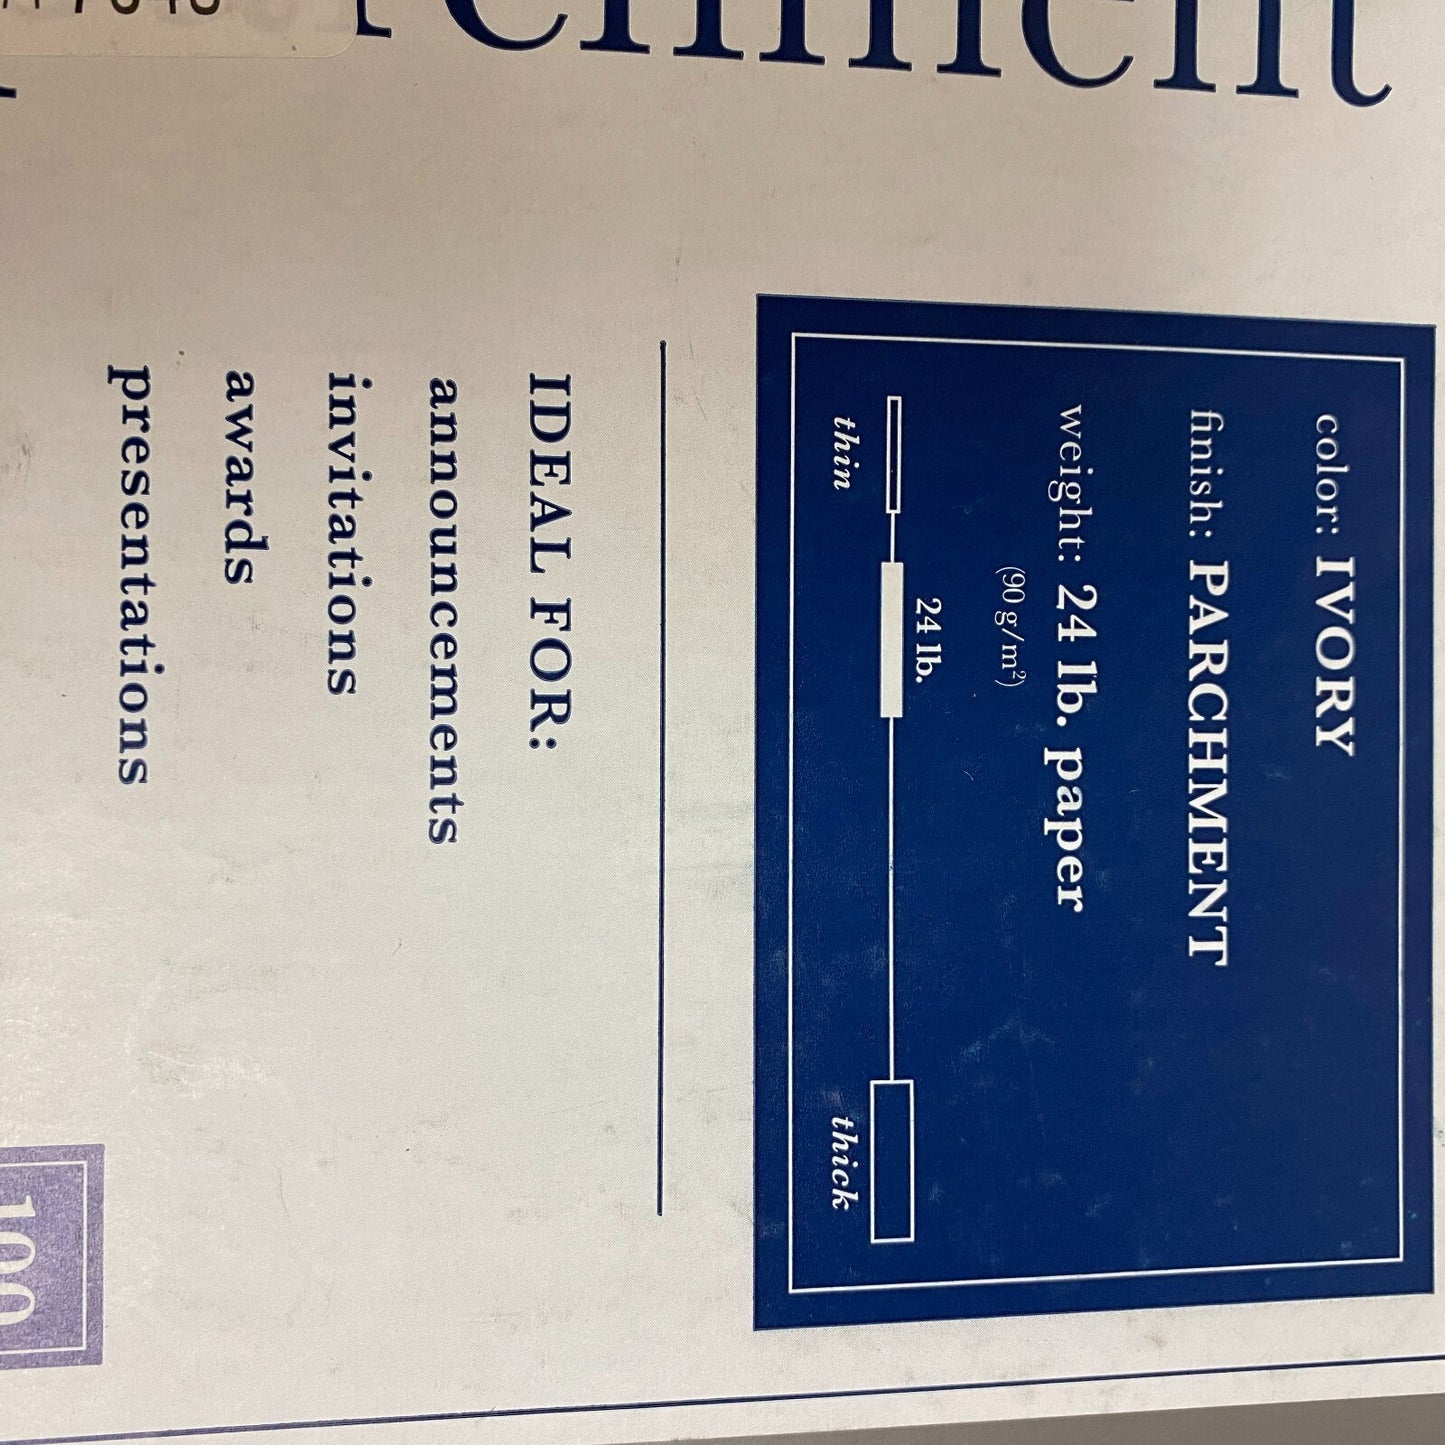 color: IVORY
finish: PARCHMENT
weight: 24 lb. paper
(90 g/m²)
24 lb.
thin
thick
IDEAL FOR:
announcements
invitations
awards
presentations
100